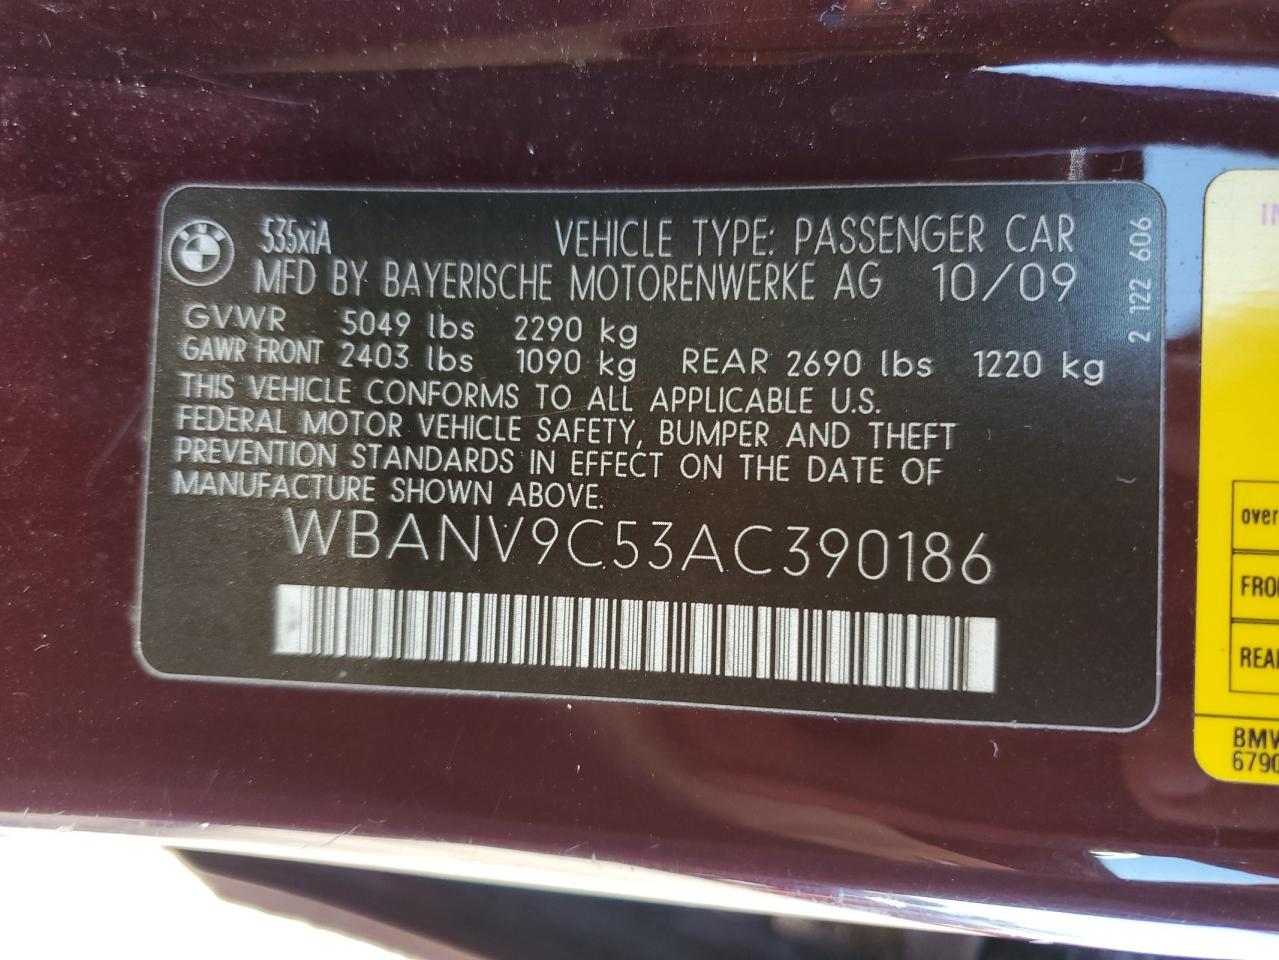 535xiA VEHICLE TYPE: PASSENGER CAR
MFD BY BAYERISCHE MOTORENWERKE AG 10/09
GVWR 5049 lbs 2290 kg
GAWR FRONT 2403 lbs 1090 kg REAR 2690 lbs 1220 kg
THIS VEHICLE CONFORMS TO ALL APPLICABLE U.S.
FEDERAL MOTOR VEHICLE SAFETY, BUMPER AND THEFT
PREVENTION STANDARDS IN EFFECT ON THE DATE OF
MANUFACTURE SHOWN ABOVE.
WBANV9C53AC390186
2 122 606
over
BMW